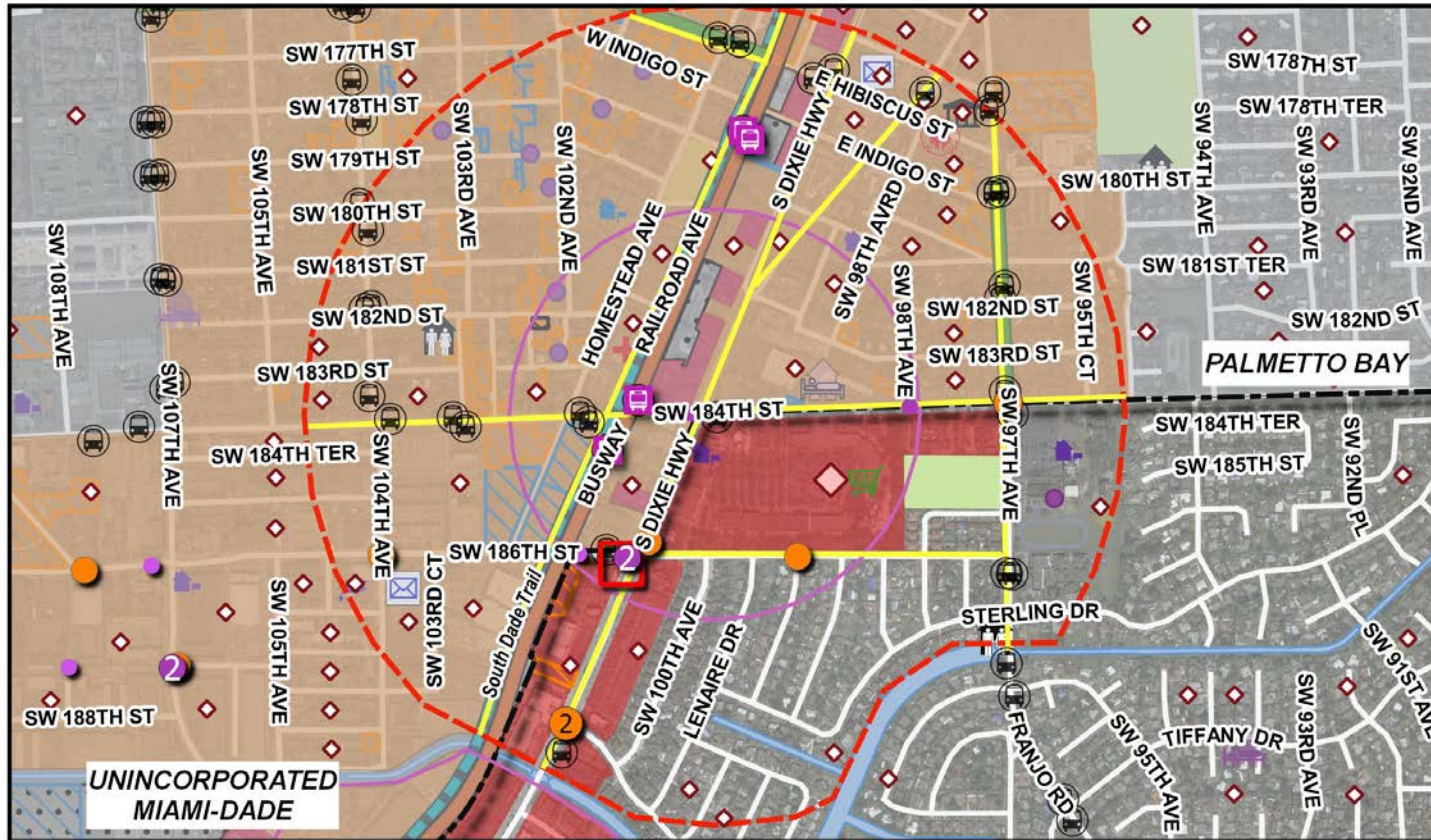 SW 177TH ST
W INDIGO ST
SW 178TH ST
SW 178TH ST
SW 178TH TER
E HIBISCUS ST
S DIXIE HWY
SW 103RD AVE
SW 179TH ST
SW 105TH AVE
SW 102ND AVE
E INDIGO ST
SW 94TH AVE
SW 93RD AVE
SW 92ND AVE
SW 180TH ST
SW 180TH ST
SW 98TH AVRD
SW 108TH AVE
SW 181ST ST
HOMESTEAD AVE
RAILROAD AVE
SW 181ST TER
SW 182ND ST
SW 98TH AVE
SW 182ND ST
SW 95TH CT
SW 182ND ST
SW 183RD ST
SW 183RD ST
PALMETTO BAY
SW 107TH AVE
SW 184TH ST
SW 184TH TER
SW 184TH TER
SW 104TH AVE
BUSWAY
S DIXIE HWY
SW 97TH AVE
SW 185TH ST
SW 92ND PL
SW 186TH ST
2
SW 103RD CT
South Dade Trail
SW 105TH AVE
SW 100TH AVE
LENAIRE DR
STERLING DR
2
SW 91ST AVE
SW 188TH ST
2
FRANJO RD
SW 95TH AVE
TIFFANY DR
SW 93RD AVE
UNINCORPORATED
MIAMI-DADE